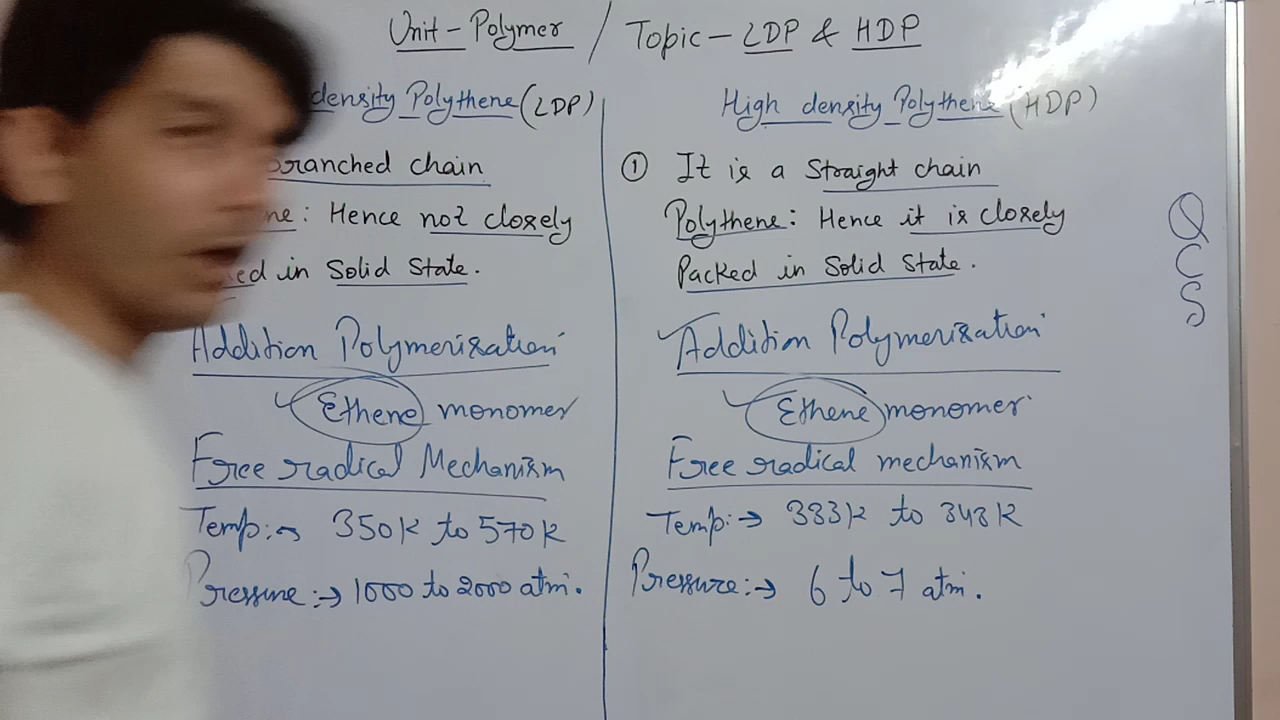 Unit - Polymer / Topic - LDP & HDP
density Polythene (LDP)
branched chain
ne: Hence not closely
ed in Solid State.
Addition Polymerization
Ethene monomer
Free radical Mechanism
Temp:→ 350K to 570K
Pressure:→ 1000 to 2000 atm.
High density Polythene (HDP)
① It is a Straight chain
Polythene: Hence it is closely
Packed in Solid State.
Addition Polymerization
Ethene monomer
Free radical mechanism
Temp:→ 333K to 343K
Pressure:→ 6 to 7 atm.
Q
C
S